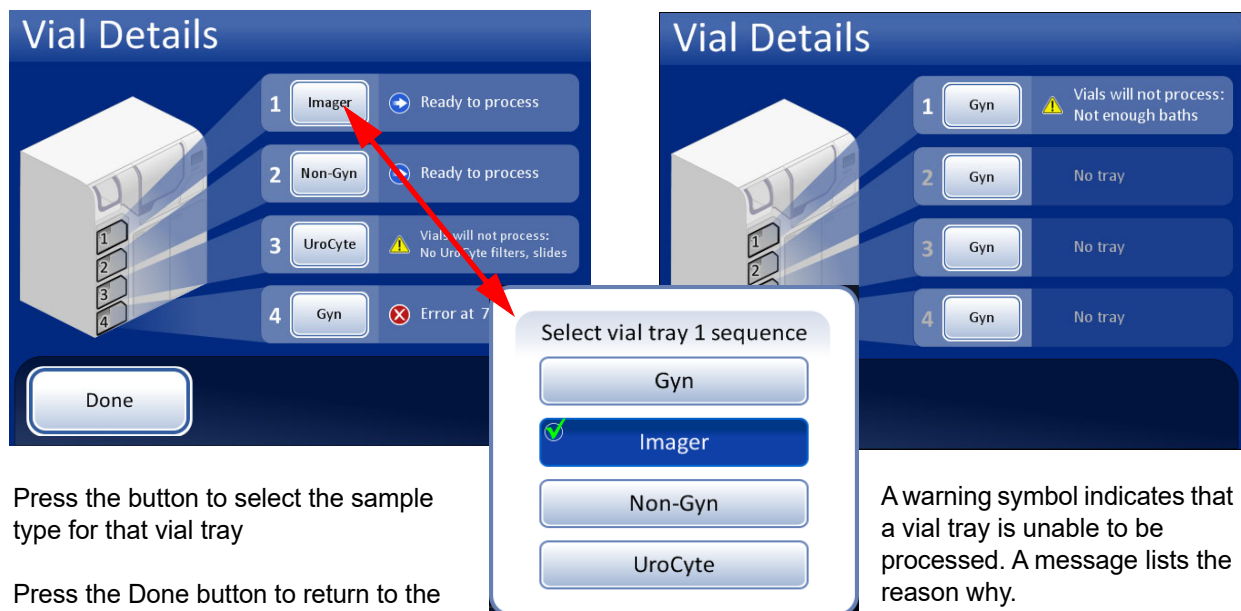 Vial Details
1 Imager Ready to process
2 Non-Gyn Ready to process
3 UroCyte Vials will not process:
No UroCyte filters, slides
4 Gyn Error at 7
1
2
3
4
Done
Press the button to select the sample
type for that vial tray
Press the Done button to return to the
Select vial tray 1 sequence
Gyn
Imager
Non-Gyn
UroCyte
Vial Details
1 Gyn Vials will not process:
Not enough baths
2 Gyn No tray
3 Gyn No tray
4 Gyn No tray
1
2
A warning symbol indicates that
a vial tray is unable to be
processed. A message lists the
reason why.